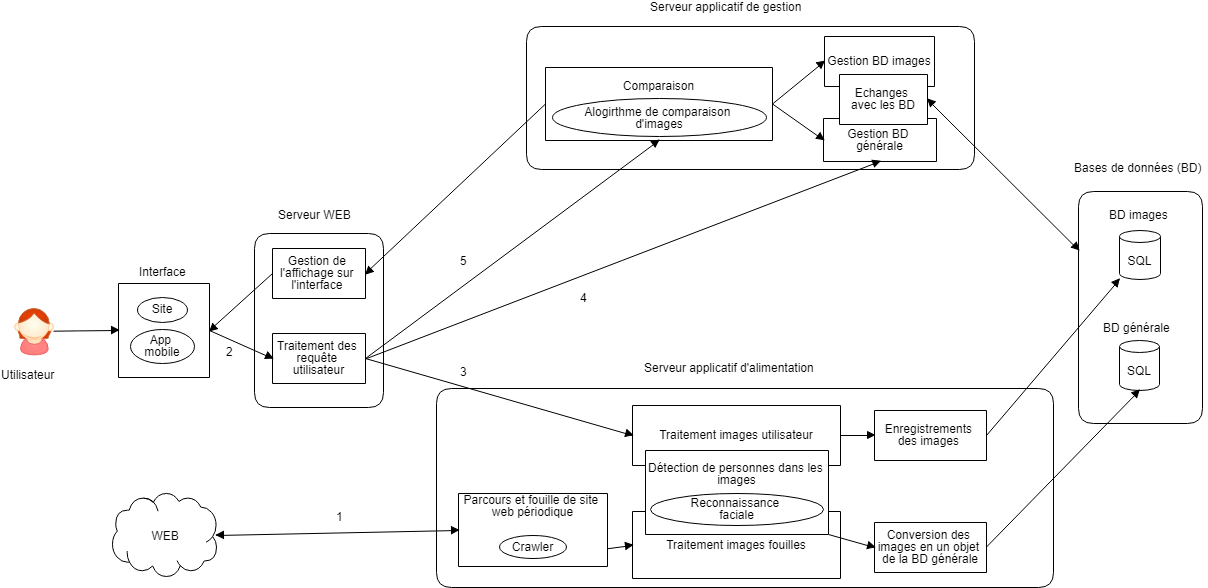 Serveur applicatif de gestion
Gestion BD images
Comparaison
Alogirthme de comparaison
d'images
Echanges
avec les BD
Gestion BD
générale
Bases de données (BD)
BD images
SQL
BD générale
SQL
Serveur WEB
Gestion de
l'affichage sur
l'interface
Traitement des
requête
utilisateur
Interface
Site
App
mobile
Utilisateur
2
5
4
3
Serveur applicatif d'alimentation
Traitement images utilisateur
Enregistrements
des images
Détection de personnes dans les
images
Reconnaissance
faciale
Parcours et fouille de site
web périodique
Crawler
Traitement images fouilles
Conversion des
images en un objet
de la BD générale
WEB
1